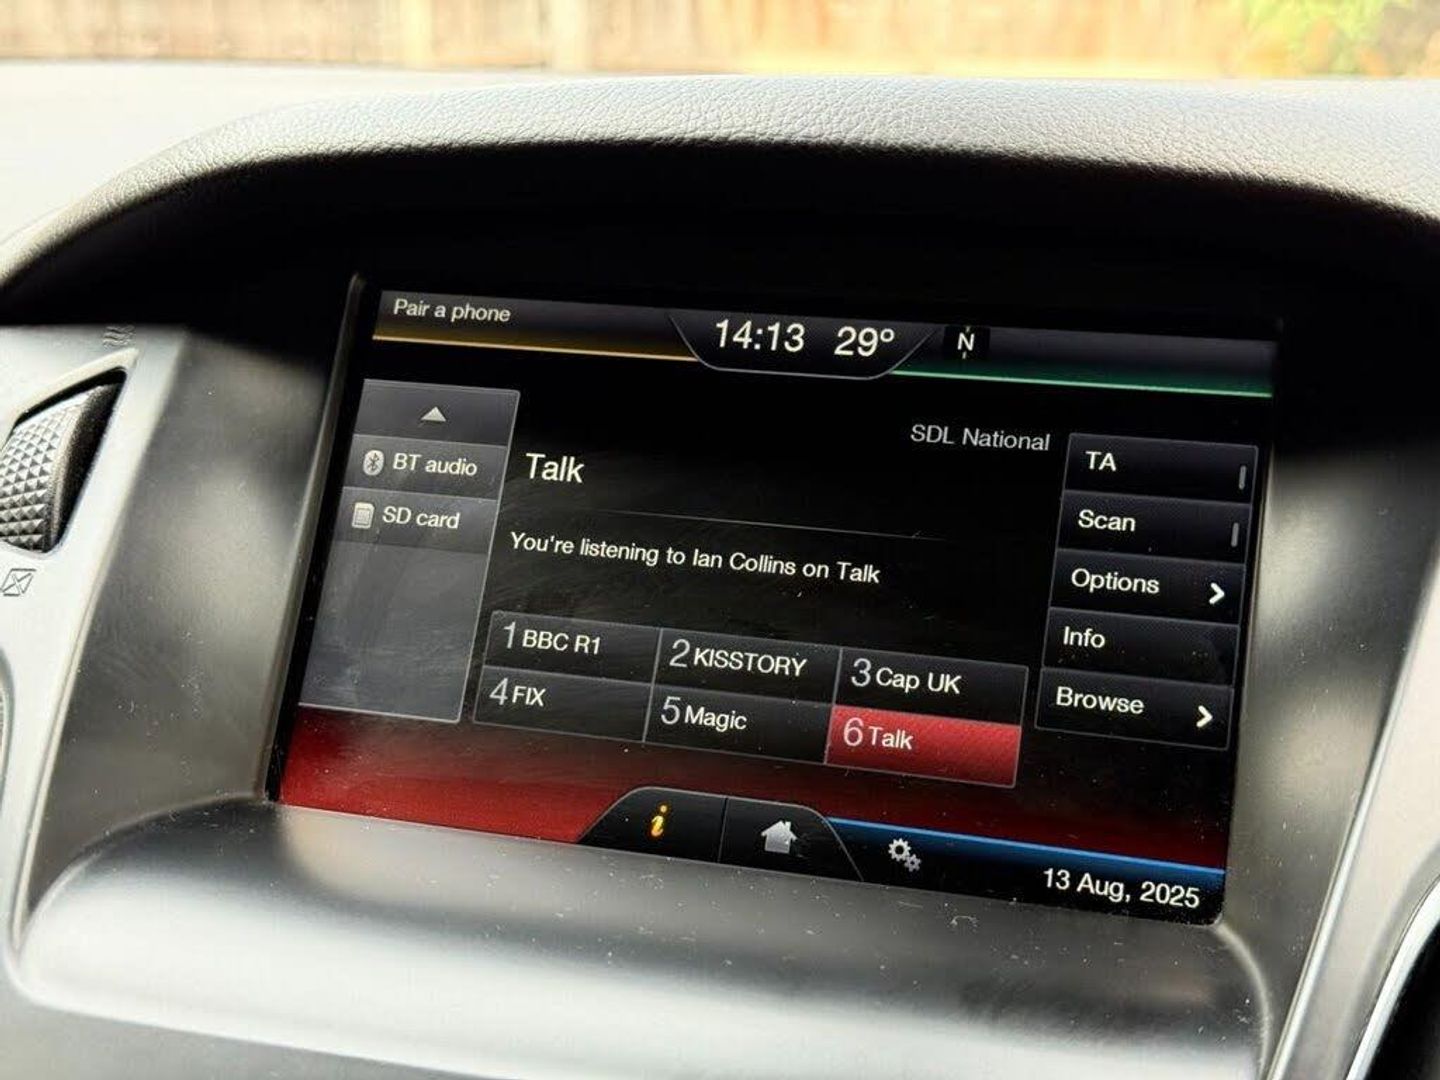 Pair a phone
14:13 29°
N
SDL National
BT audio
SD card
Talk
You're listening to Ian Collins on Talk
1 BBC R1
2 KISSTORY
3 Cap UK
4 FIX
5 Magic
6 Talk
TA
Scan
Options
Info
Browse
i
13 Aug, 2025